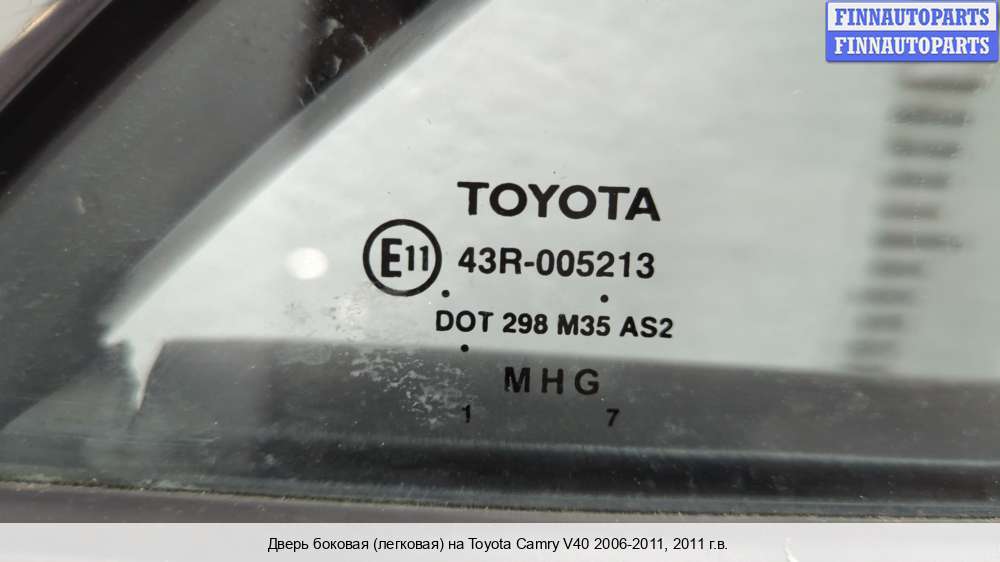 FINNAUTOPARTS
FINNAUTOPARTS
TOYOTA
E11 43R-005213
DOT 298 M35 AS2
MHG
1 7
Дверь боковая (легковая) на Toyota Camry V40 2006-2011, 2011 г.в.